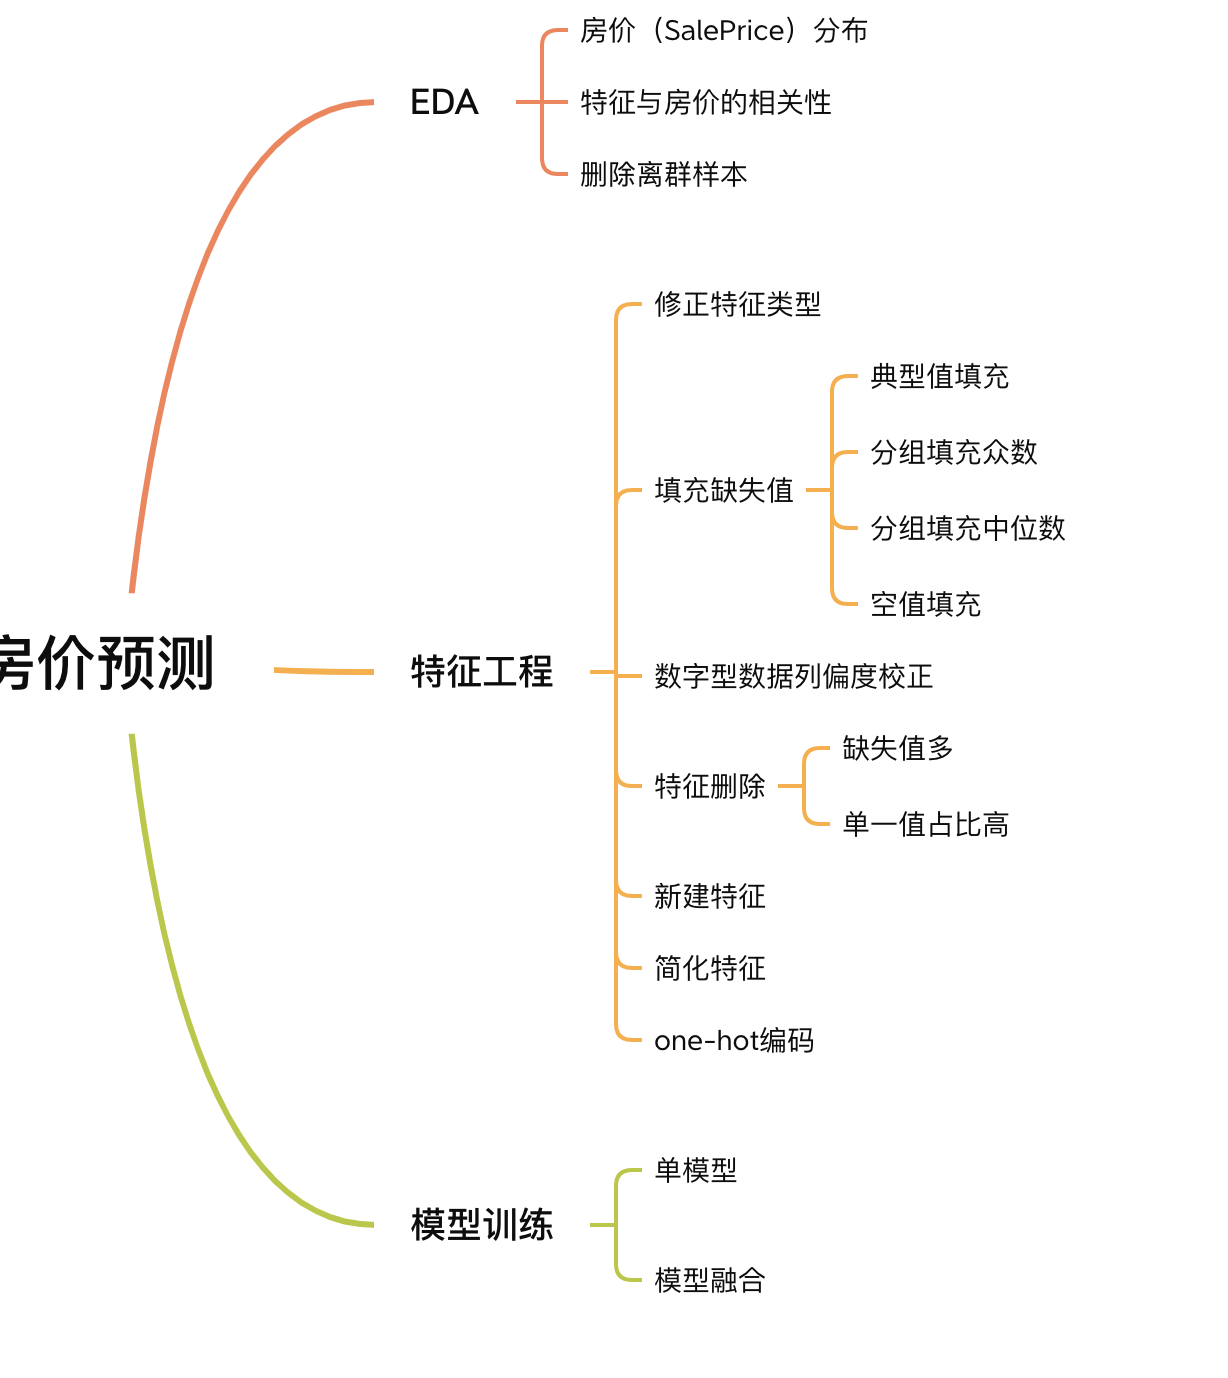 房价预测
EDA
房价（SalePrice）分布
特征与房价的相关性
删除离群样本
特征工程
修正特征类型
填充缺失值
典型值填充
分组填充众数
分组填充中位数
空值填充
数字型数据列偏度校正
特征删除
缺失值多
单一值占比高
新建特征
简化特征
one-hot编码
模型训练
单模型
模型融合